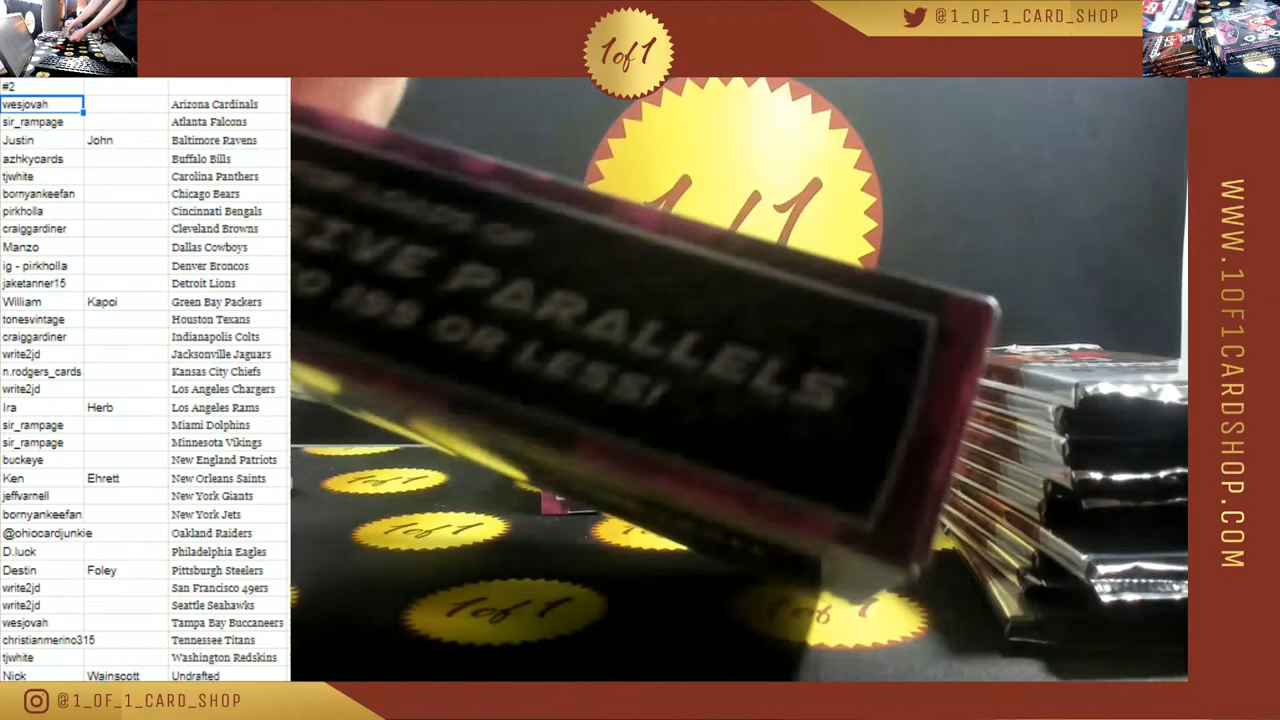 1of1
@1_OF_1_CARD_SHOP
#2
wesjovah Arizona Cardinals
sir_rampage Atlanta Falcons
Justin John Baltimore Ravens
azhkycards Buffalo Bills
tjwhite Carolina Panthers
bornyankeefan Chicago Bears
pirkholla Cincinnati Bengals
craiggardiner Cleveland Browns
Manzo Dallas Cowboys
ig - pirkholla Denver Broncos
jaketanner15 Detroit Lions
William Kapoi Green Bay Packers
tonesvintage Houston Texans
craiggardiner Indianapolis Colts
write2jd Jacksonville Jaguars
n.rodgers_cards Kansas City Chiefs
write2jd Los Angeles Chargers
Ira Herb Los Angeles Rams
sir_rampage Miami Dolphins
sir_rampage Minnesota Vikings
buckeye New England Patriots
Ken Ehrett New Orleans Saints
jeffvarnell New York Giants
bornyankeefan New York Jets
@ohiocardjunkie Oakland Raiders
D.luck Philadelphia Eagles
Destin Foley Pittsburgh Steelers
write2jd San Francisco 49ers
write2jd Seattle Seahawks
wesjovah Tampa Bay Buccaneers
christianmerino315 Tennessee Titans
tjwhite Washington Redskins
Nick Wainscott Undrafted
PARALLELS
OR LESS!
1of1
1of1
1of1
WWW.1OF1CARDSHOP.COM
@1_OF_1_CARD_SHOP